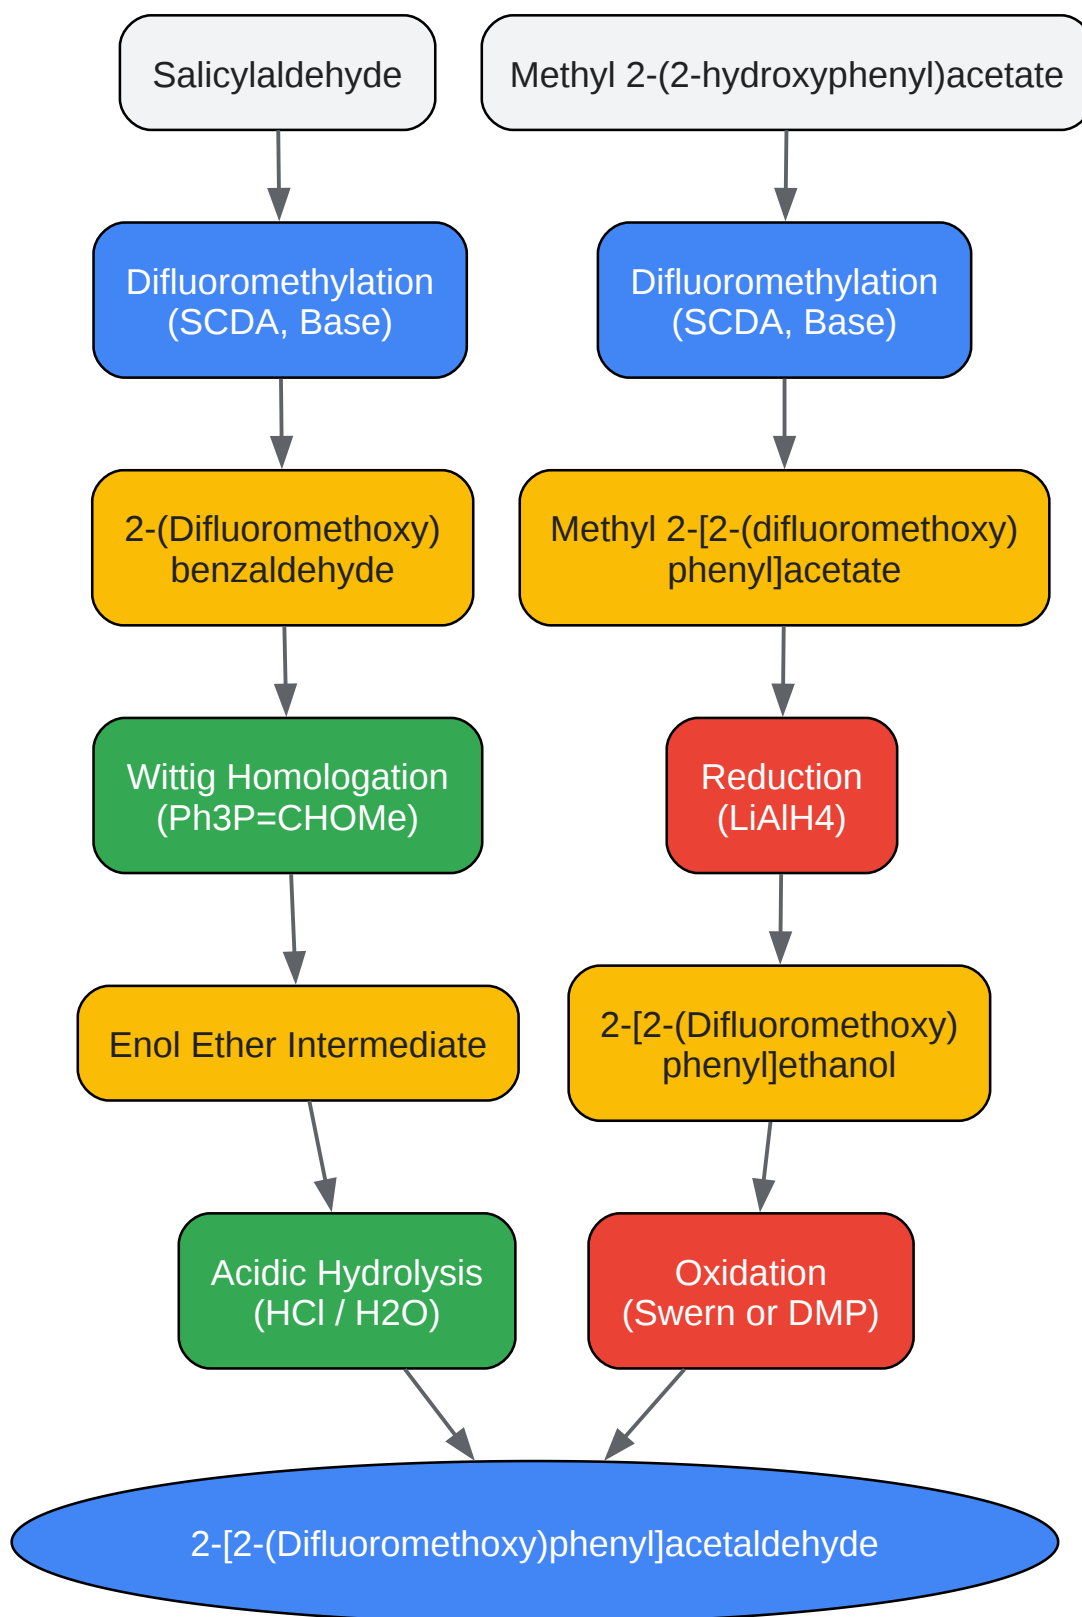 Salicylaldehyde
Methyl 2-(2-hydroxyphenyl)acetate
Difluoromethylation
(SCDA, Base)
Difluoromethylation
(SCDA, Base)
2-(Difluoromethoxy)
benzaldehyde
Methyl 2-[2-(difluoromethoxy)
phenyl]acetate
Wittig Homologation
(Ph3P=CHOMe)
Reduction
(LiAlH4)
Enol Ether Intermediate
2-[2-(Difluoromethoxy)
phenyl]ethanol
Acidic Hydrolysis
(HCl / H2O)
Oxidation
(Swern or DMP)
2-[2-(Difluoromethoxy)phenyl]acetaldehyde